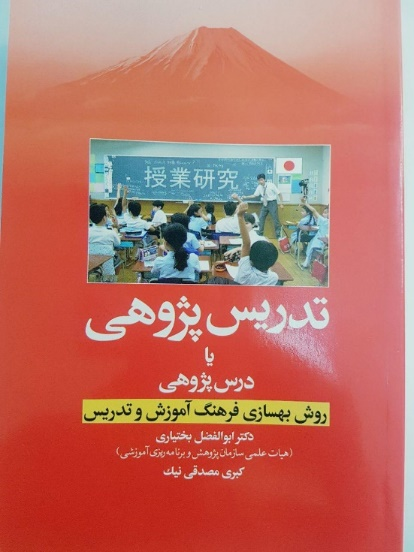 授業研究
تدریس پژوهی
یا
درس پژوهی
روش بهسازی فرهنگ آموزش و تدریس
دکتر ابوالفضل بختیاری
(هیات علمی سازمان پژوهش و برنامه ریزی آموزشی)
کبری مصدقی نیك